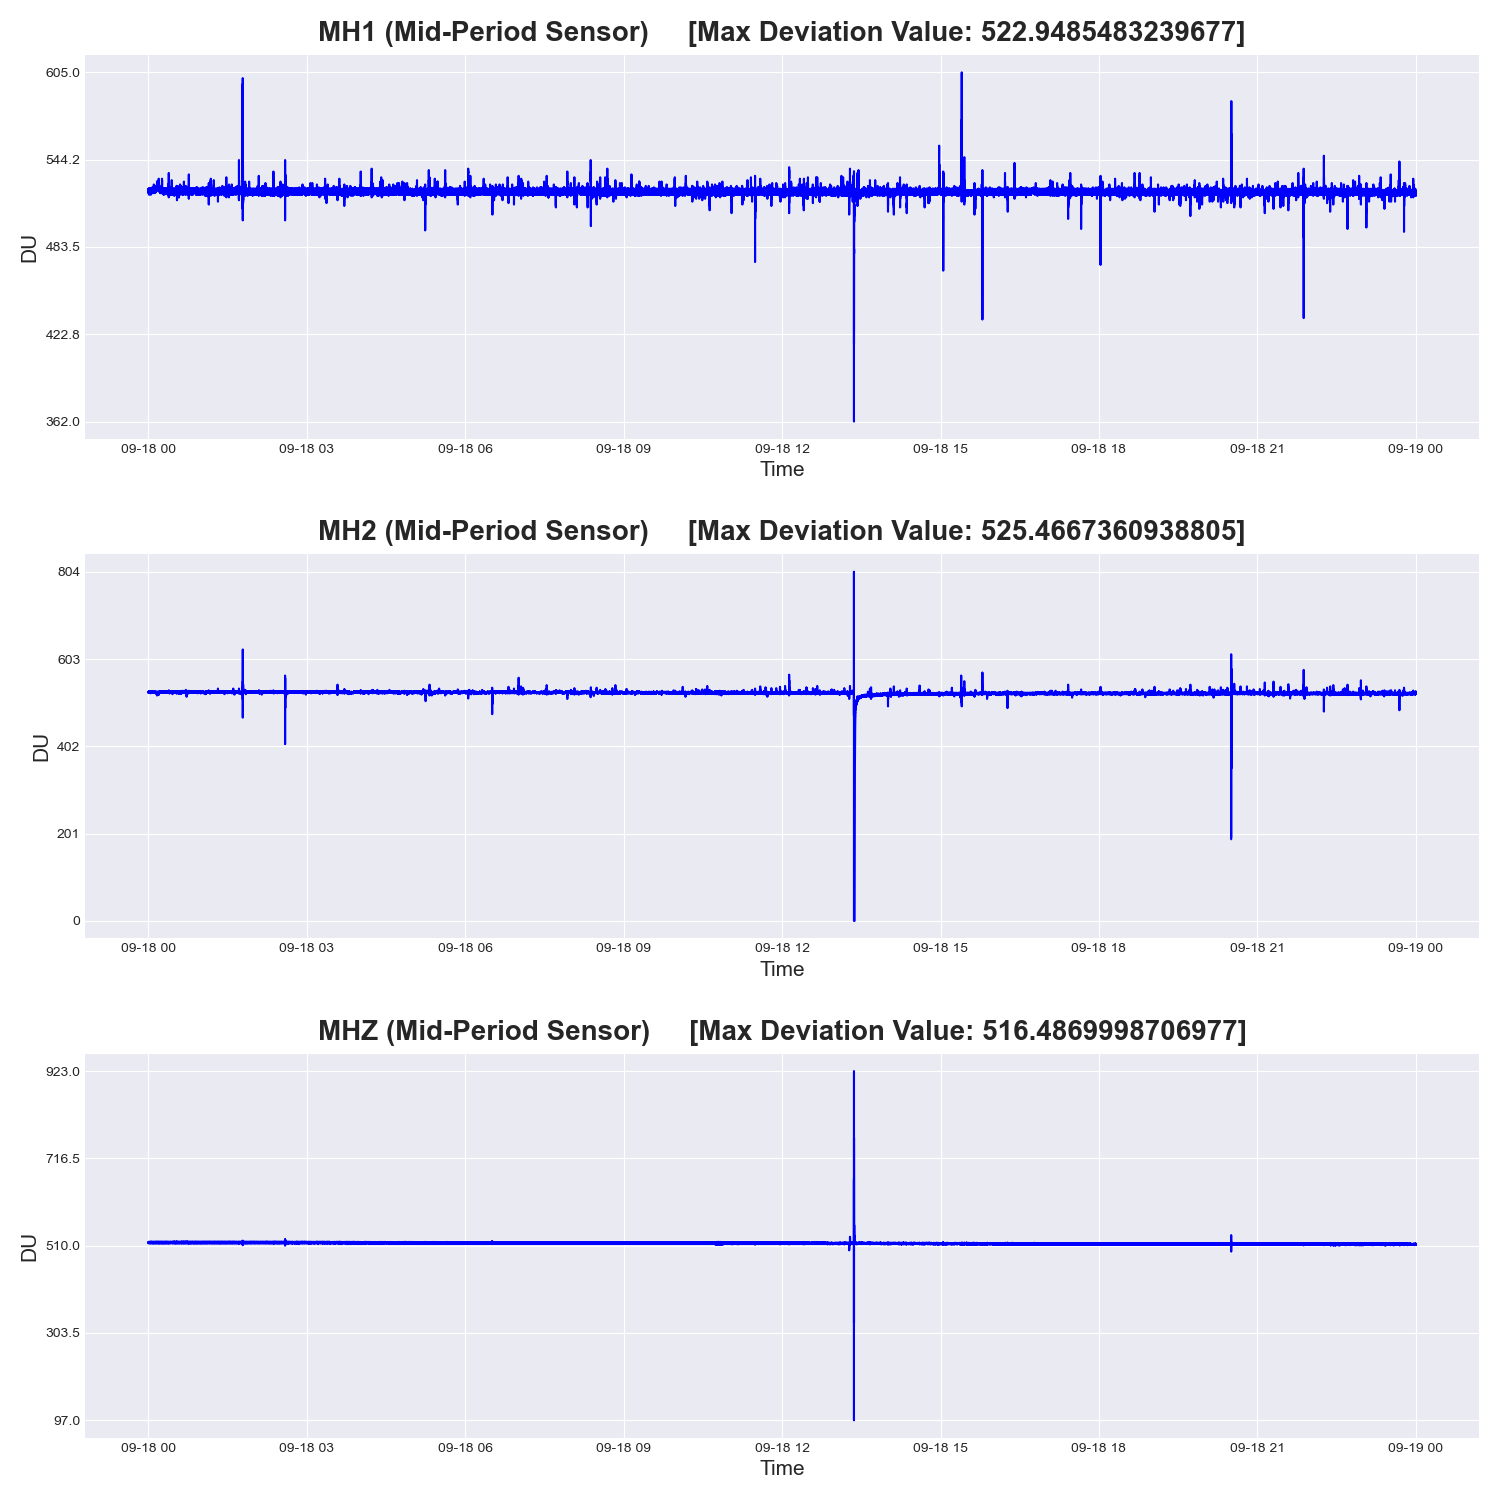 MH1 (Mid-Period Sensor) [Max Deviation Value: 522.9485483239677]
605.0
544.2
483.5
422.8
362.0
DU
09-18 00 09-18 03 09-18 06 09-18 09 09-18 12 09-18 15 09-18 18 09-18 21 09-19 00
Time
MH2 (Mid-Period Sensor) [Max Deviation Value: 525.4667360938805]
804
603
402
201
0
DU
09-18 00 09-18 03 09-18 06 09-18 09 09-18 12 09-18 15 09-18 18 09-18 21 09-19 00
Time
MHZ (Mid-Period Sensor) [Max Deviation Value: 516.4869998706977]
923.0
716.5
510.0
303.5
97.0
DU
09-18 00 09-18 03 09-18 06 09-18 09 09-18 12 09-18 15 09-18 18 09-18 21 09-19 00
Time